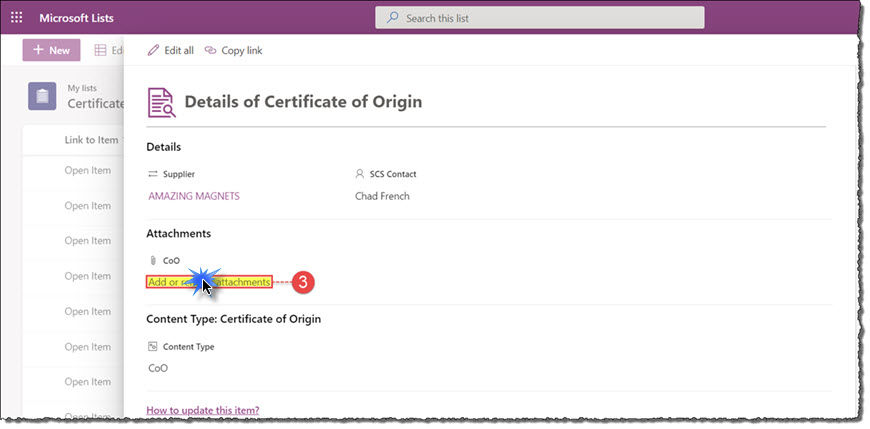 Microsoft Lists
Search this list
New
Edi
Edit all
Copy link
My lists
Certificate
Details of Certificate of Origin
Link to Item
Details
Open Item
Supplier
SCS Contact
AMAZING MAGNETS
Chad French
Open Item
Attachments
Open Item
CoO
Open Item
Add or re attachments
3
Open Item
Content Type: Certificate of Origin
Open Item
Content Type
CoO
Open Item
How to update this item?
Open Item